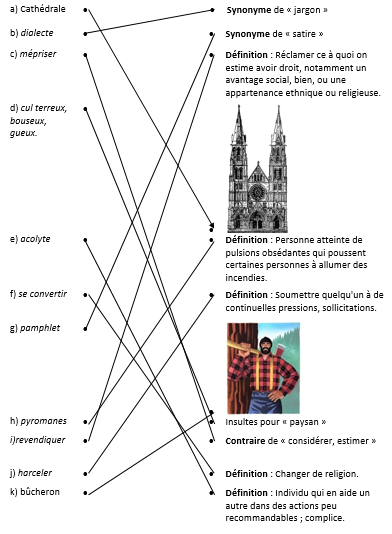 a) Cathédrale
Synonyme de « jargon »
b) dialecte
Synonyme de « satire »
c) mépriser
Définition : Réclamer ce à quoi on
estime avoir droit, notamment un
avantage social, bien, ou une
appartenance ethnique ou religieuse.
d) cul terreux,
bouseux,
gueux.
e) acolyte
Définition : Personne atteinte de
pulsions obsédantes qui poussent
certaines personnes à allumer des
incendies.
f) se convertir
Définition : Soumettre quelqu'un à de
continuelles pressions, sollicitations.
g) pamphlet
h) pyromanes
Insultes pour « paysan »
i)revendiquer
Contraire de « considérer, estimer »
j) harceler
Définition : Changer de religion.
k) bûcheron
Définition : Individu qui en aide un
autre dans des actions peu
recommandables ; complice.